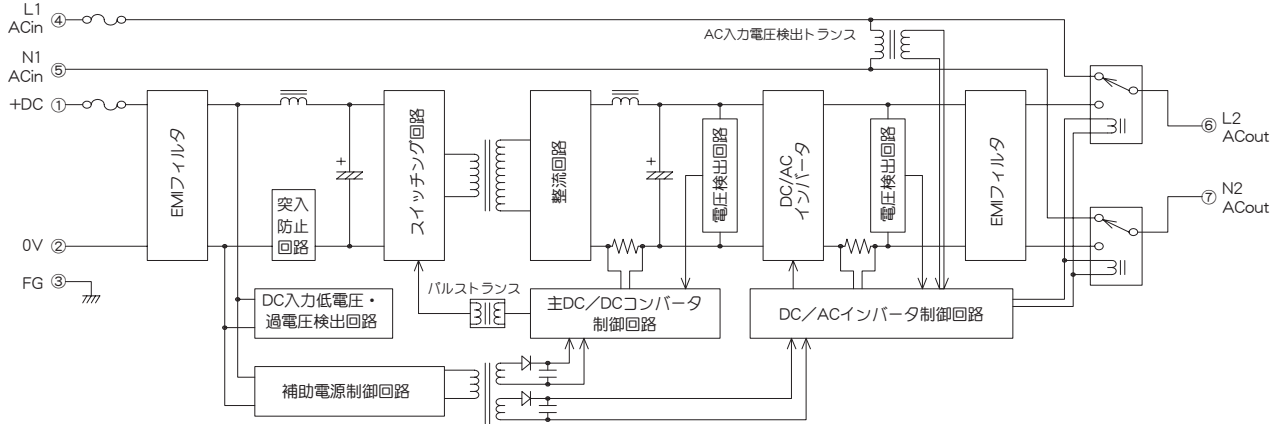 L1
ACin ④
N1
ACin ⑤
+DC ①
0V ②
FG ③
AC入力電圧検出トランス
EMIフィルタ
突入
防止
回路
+
スイッチング回路
整流回路
+
電圧検出回路
DC/AC
インバータ
電圧検出回路
EMIフィルタ
⑥ L2
ACout
⑦ N2
ACout
DC入力低電圧・
過電圧検出回路
パルストランス
主DC/DCコンバータ
制御回路
DC/ACインバータ制御回路
補助電源制御回路